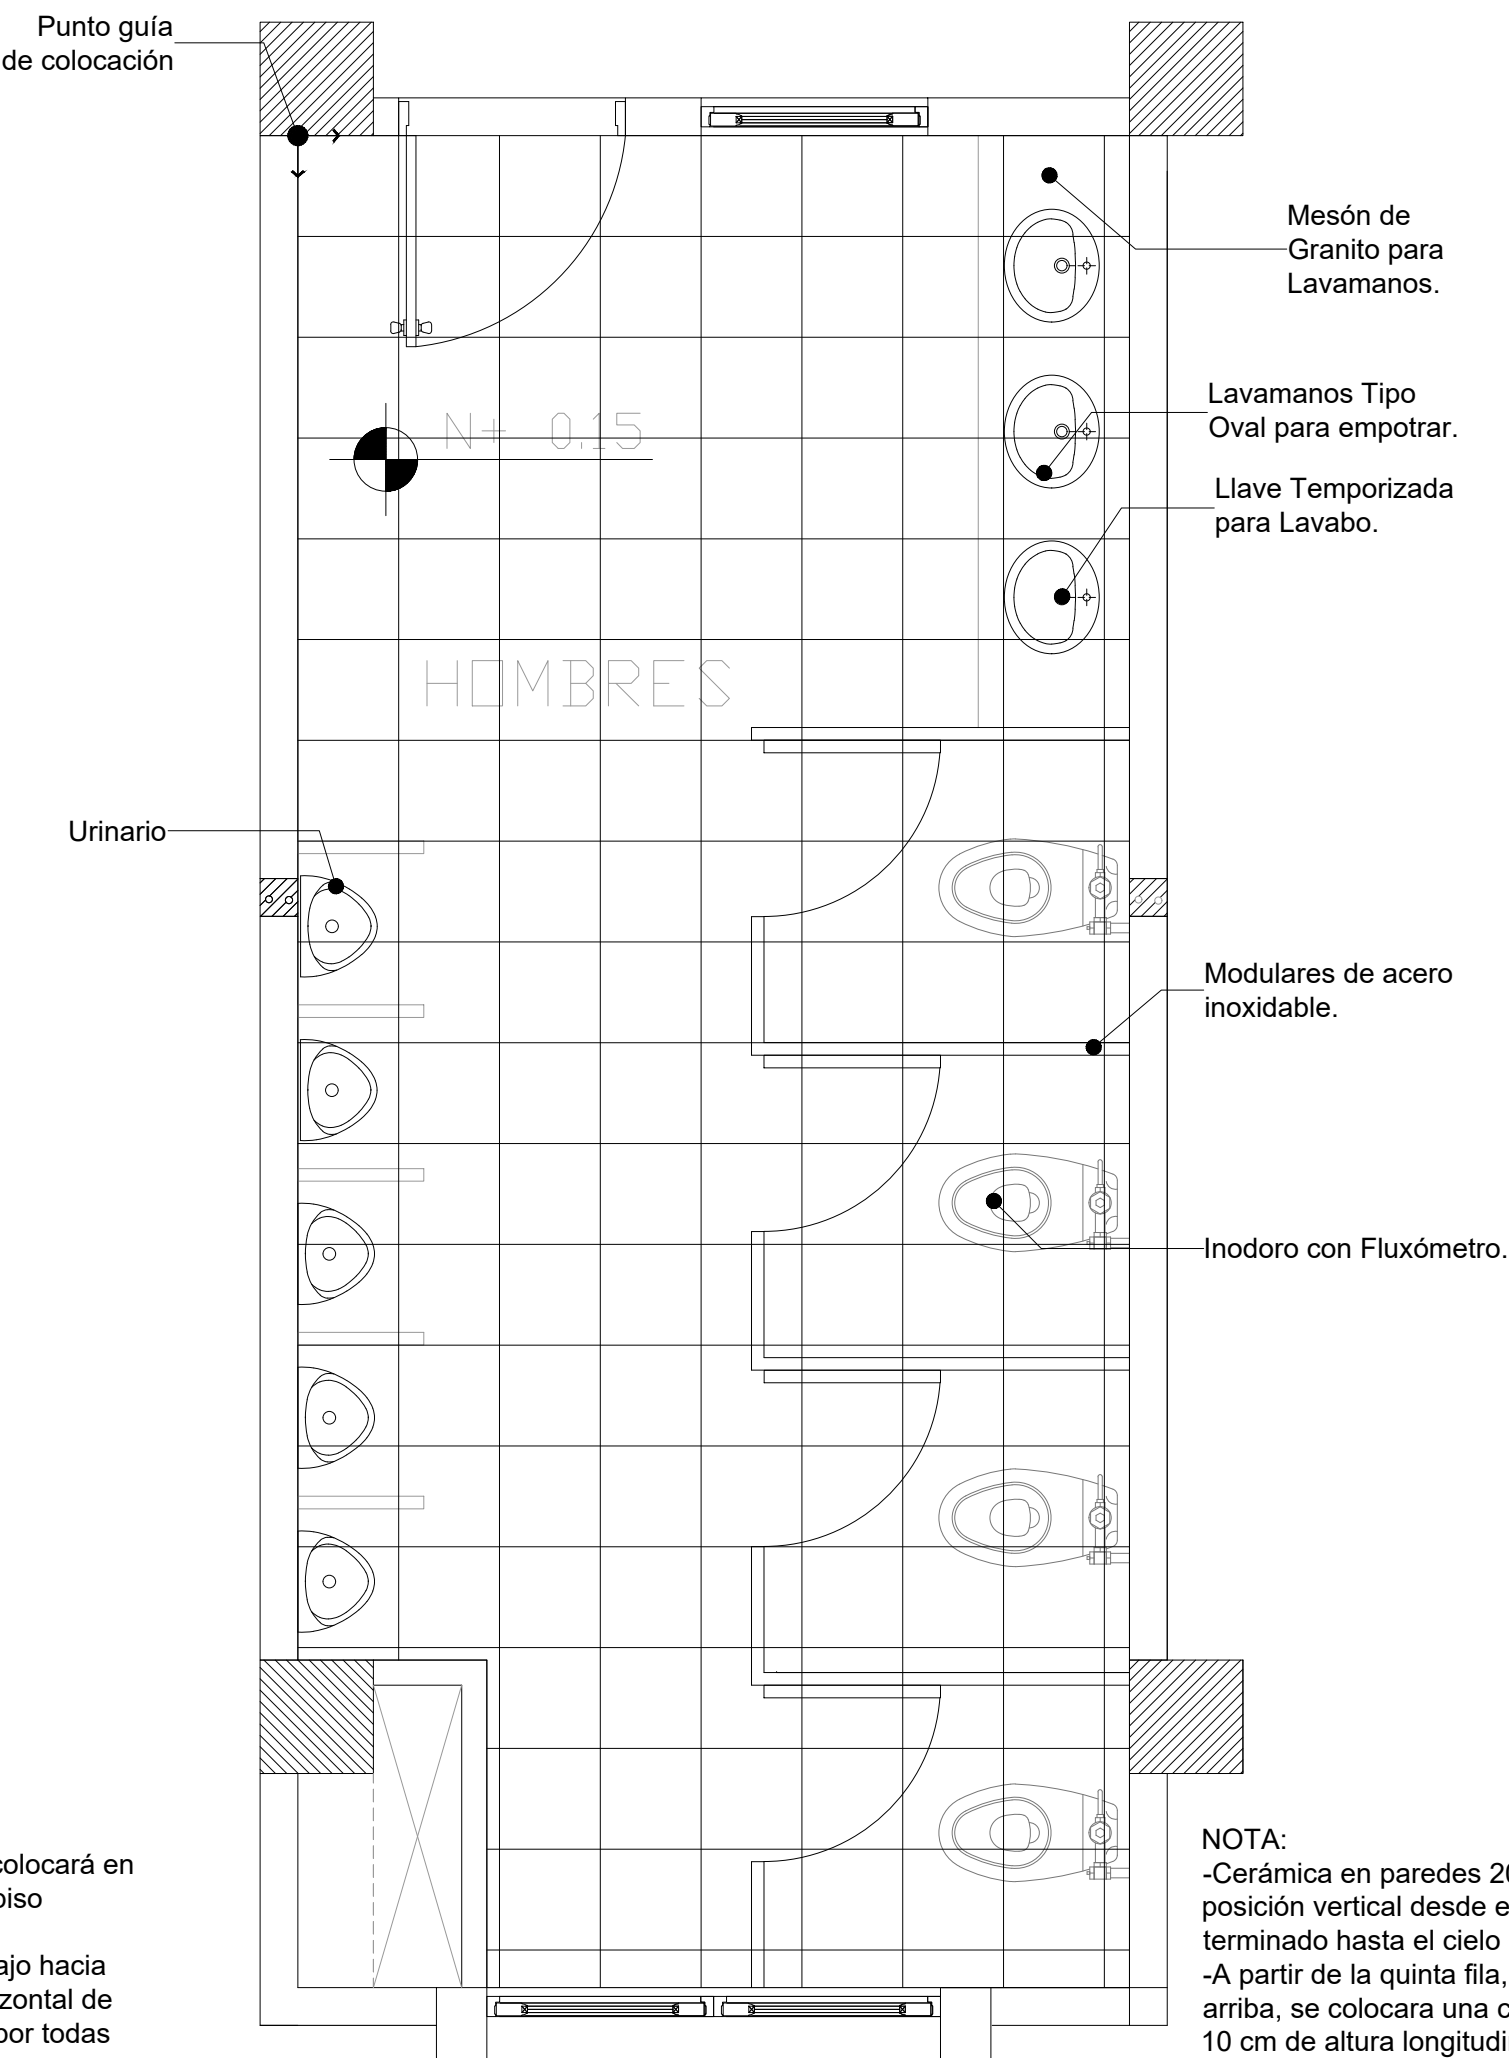 Punto guía
de colocación
Mesón de
Granito para
Lavamanos.
Lavamanos Tipo
Oval para empotrar.
N+ 0.15
Llave Temporizada
para Lavabo.
HOMBRES
Urinario
Modulares de acero
inoxidable.
Inodoro con Fluxómetro.
colocará en
NOTA:
-Cerámica en paredes
posición vertical desde
terminado hasta el cielo
hacia
-A partir de la quinta fila,
de
arriba, se colocara una
por todas
10 cm de altura